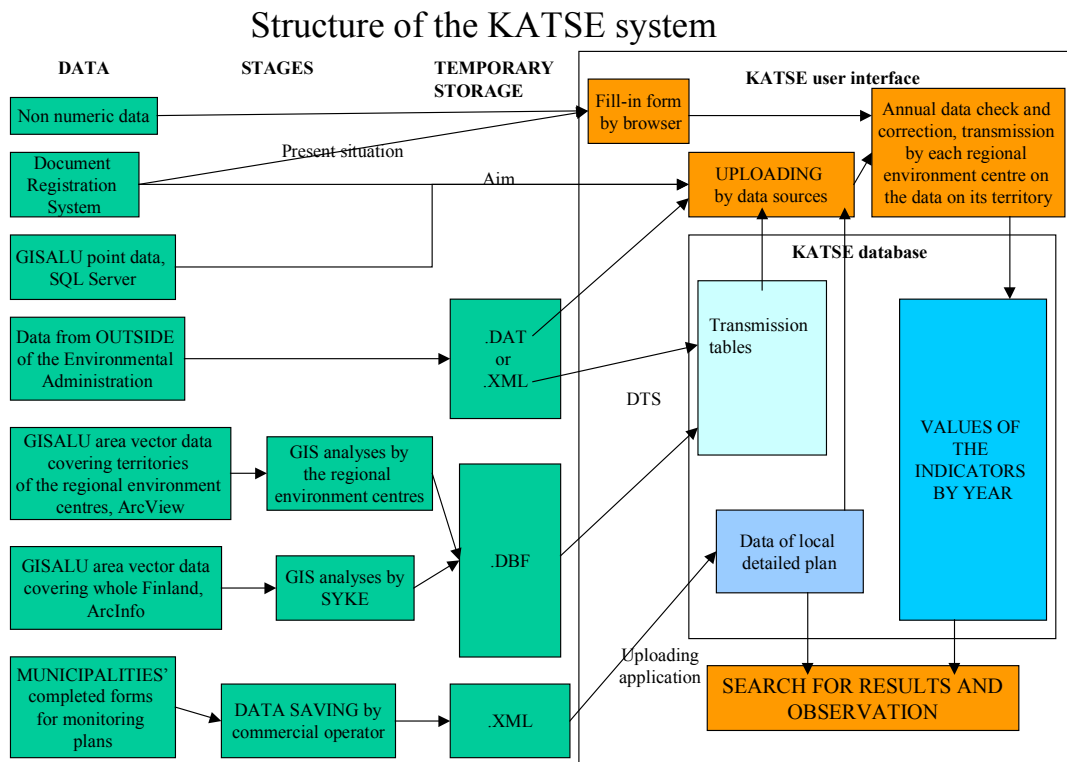 Structure of the KATSE system
DATA
STAGES
TEMPORARY
STORAGE
KATSE user interface
Non numeric data
Fill-in form
by browser
Annual data check and
correction, transmission
by each regional
environment centre on
the data on its territory
Document
Registration
System
Present situation
Aim
UPLOADING
by data sources
GISALU point data,
SQL Server
KATSE database
Data from OUTSIDE
of the Environmental
Administration
.DAT
or
.XML
Transmission
tables
DTS
VALUES OF
THE
INDICATORS
BY YEAR
GISALU area vector data
covering territories
of the regional environment
centres, ArcView
GIS analyses by
the regional
environment centres
.DBF
Data of local
detailed plan
GISALU area vector data
covering whole Finland,
ArcInfo
GIS analyses by
SYKE
MUNICIPALITIES'
completed forms
for monitoring
plans
DATA SAVING by
commercial operator
.XML
Uploading
application
SEARCH FOR RESULTS AND
OBSERVATION